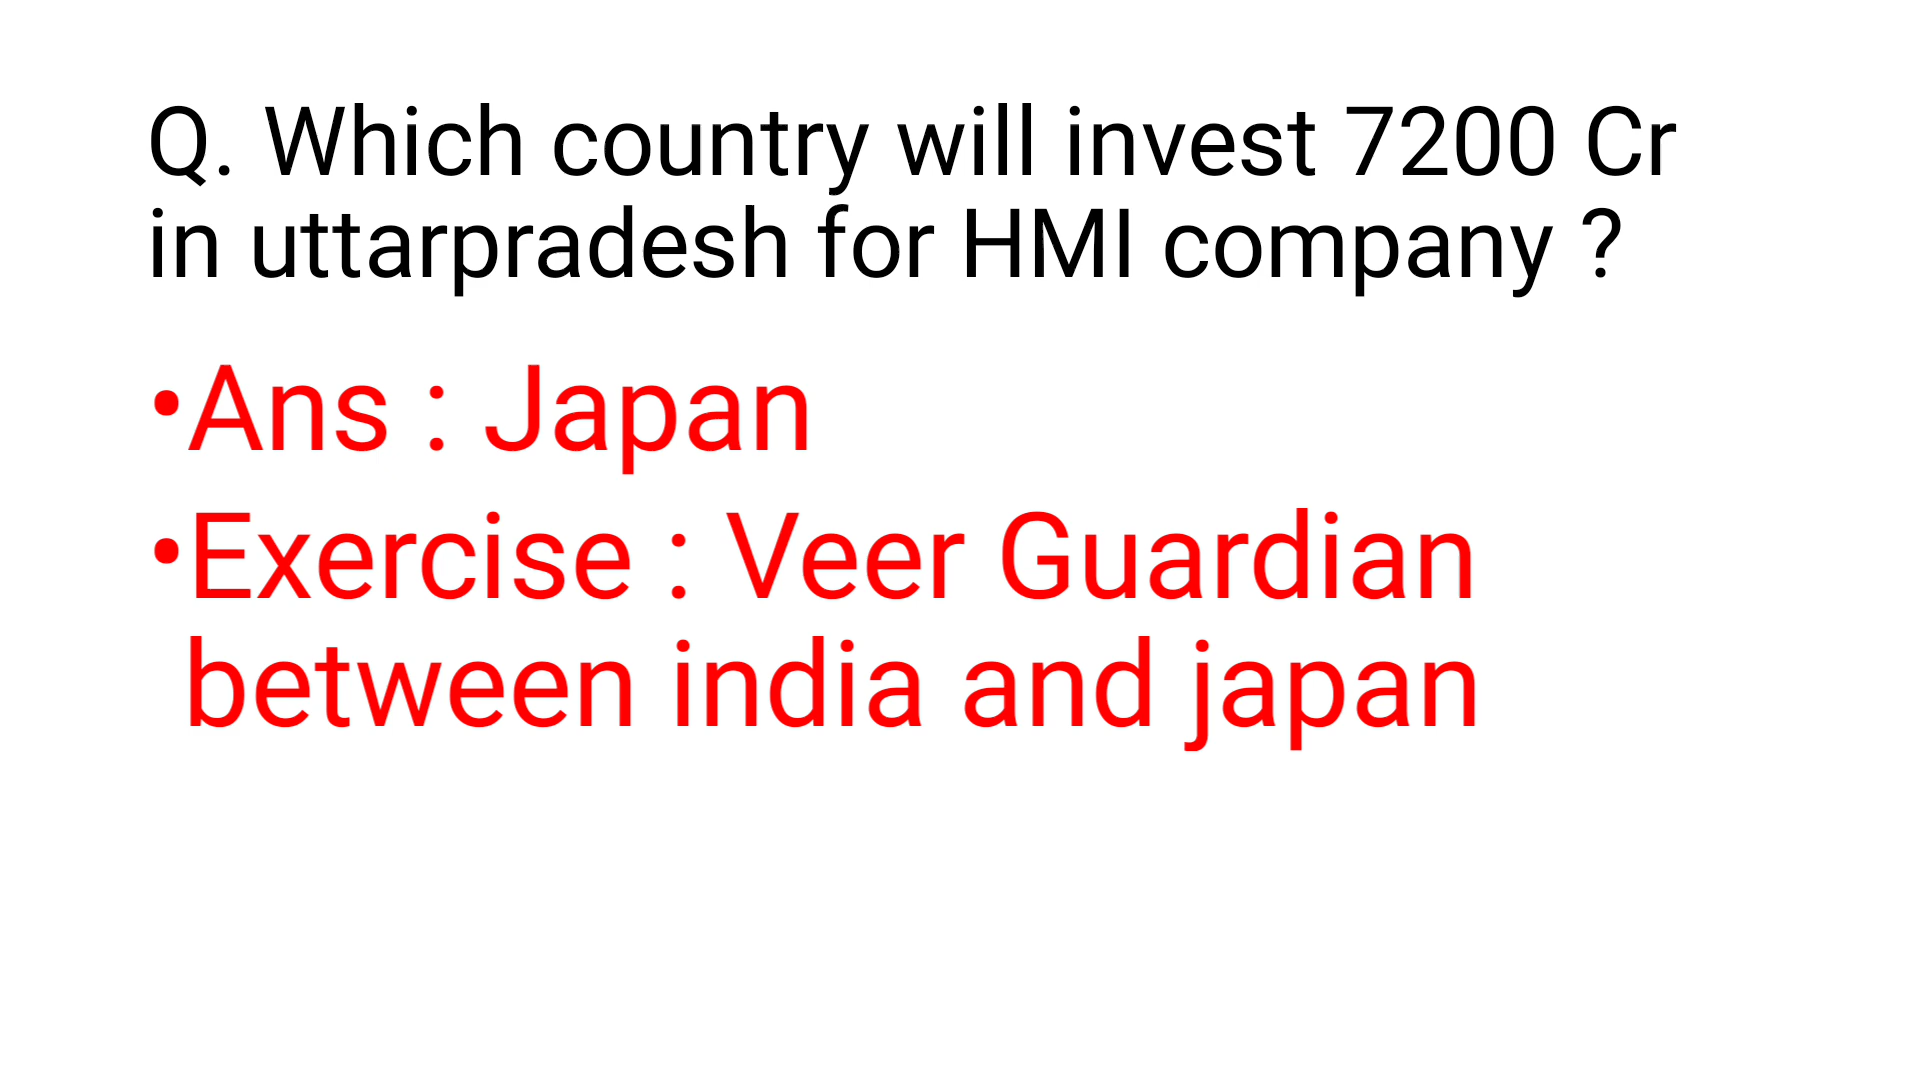 Q. Which country will invest 7200 Cr
in uttarpradesh for HMI company ?
•Ans : Japan
•Exercise : Veer Guardian
between india and japan